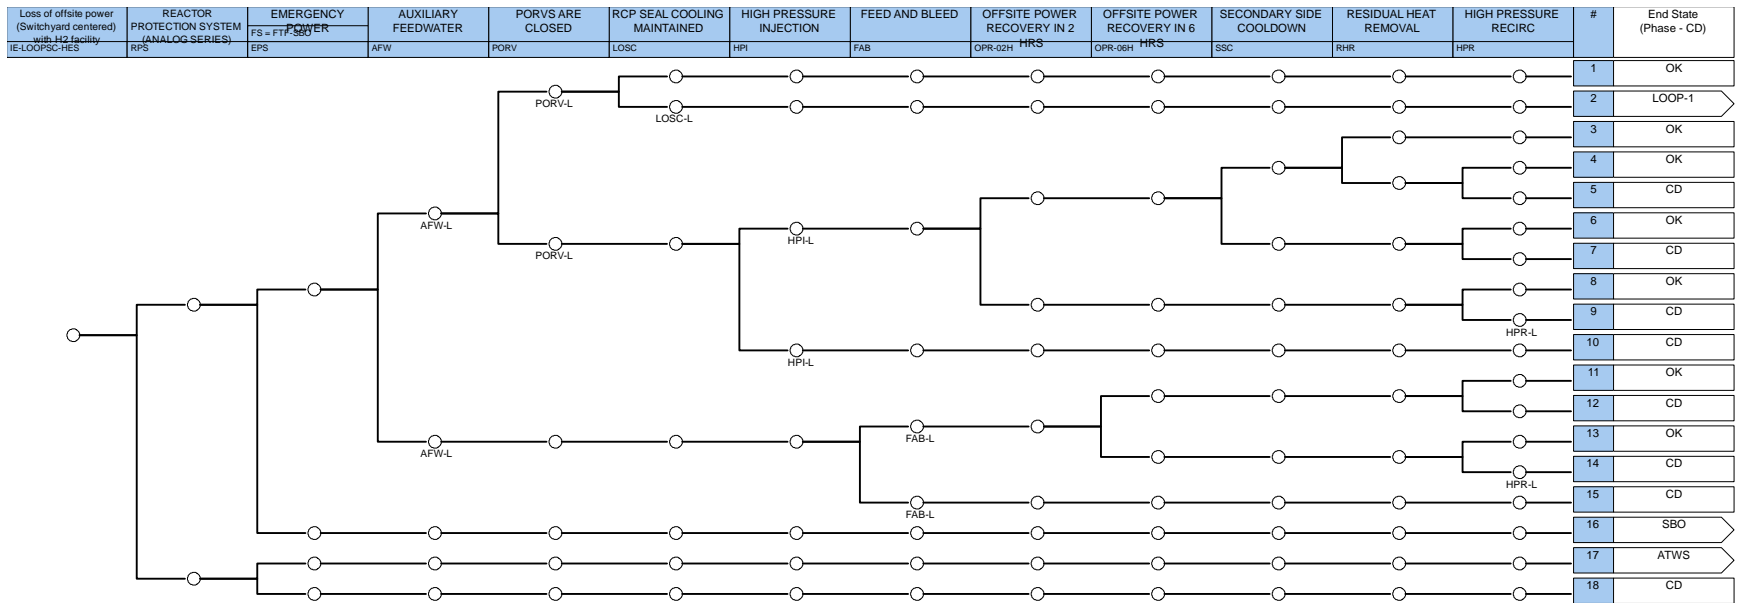 Loss of offsite power
(Switchyard centered)
with H2 facility
IE-LOOPSC-HES
REACTOR
PROTECTION SYSTEM
(ANALOG SERIES)
RPS
EMERGENCY
POWER
FS = FTF-SBO
EPS
AUXILIARY
FEEDWATER
AFW
PORVS ARE
CLOSED
PORV
RCP SEAL COOLING
MAINTAINED
LOSC
HIGH PRESSURE
INJECTION
HPI
FEED AND BLEED
FAB
OFFSITE POWER
RECOVERY IN 2
HRS
OPR-02H
OFFSITE POWER
RECOVERY IN 6
HRS
OPR-06H
SECONDARY SIDE
COOLDOWN
SSC
RESIDUAL HEAT
REMOVAL
RHR
HIGH PRESSURE
RECIRC
HPR
#
End State
(Phase - CD)
1 OK
PORV-L
2 LOOP-1
LOSC-L
3 OK
4 OK
5 CD
6 OK
AFW-L
HPI-L
7 CD
PORV-L
8 OK
9 CD
HPR-L
10 CD
HPI-L
11 OK
12 CD
13 OK
FAB-L
AFW-L
14 CD
HPR-L
15 CD
FAB-L
16 SBO
17 ATWS
18 CD